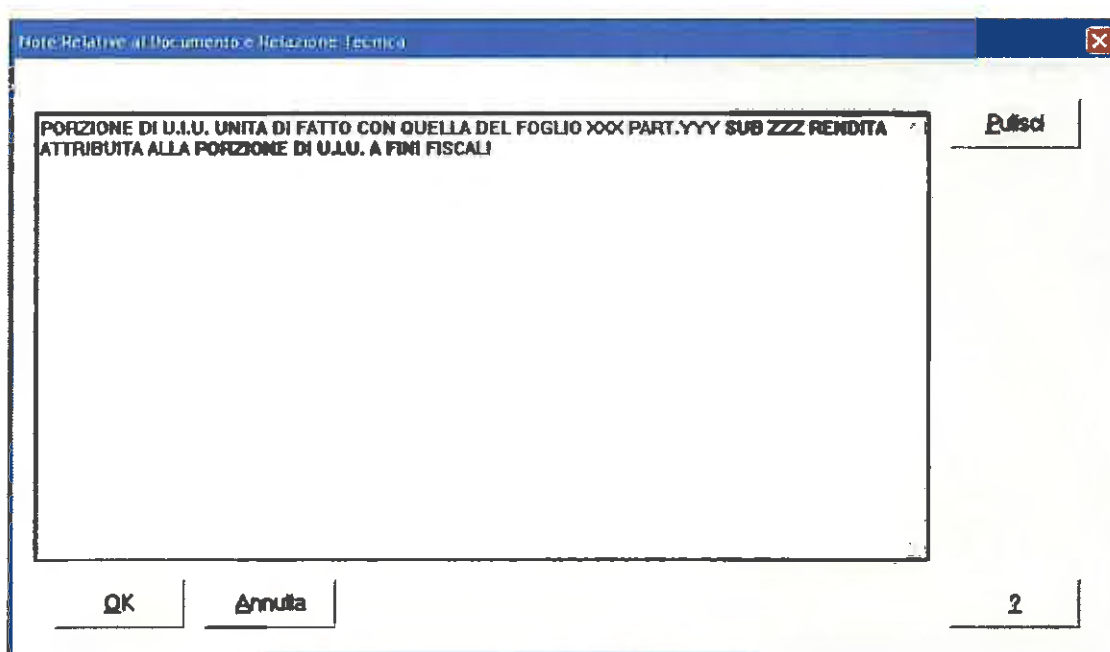 Note Relative al Documento e Relazione Tecnica
PORZIONE DI U.I.U. UNITA DI FATTO CON QUELLA DEL FOGLIO XXX PART.YYY SUB ZZZ RENDITA
ATTRIBUITA ALLA PORZIONE DI U.I.U. A FINI FISCALI
Pulisci
OK
Annulla
?